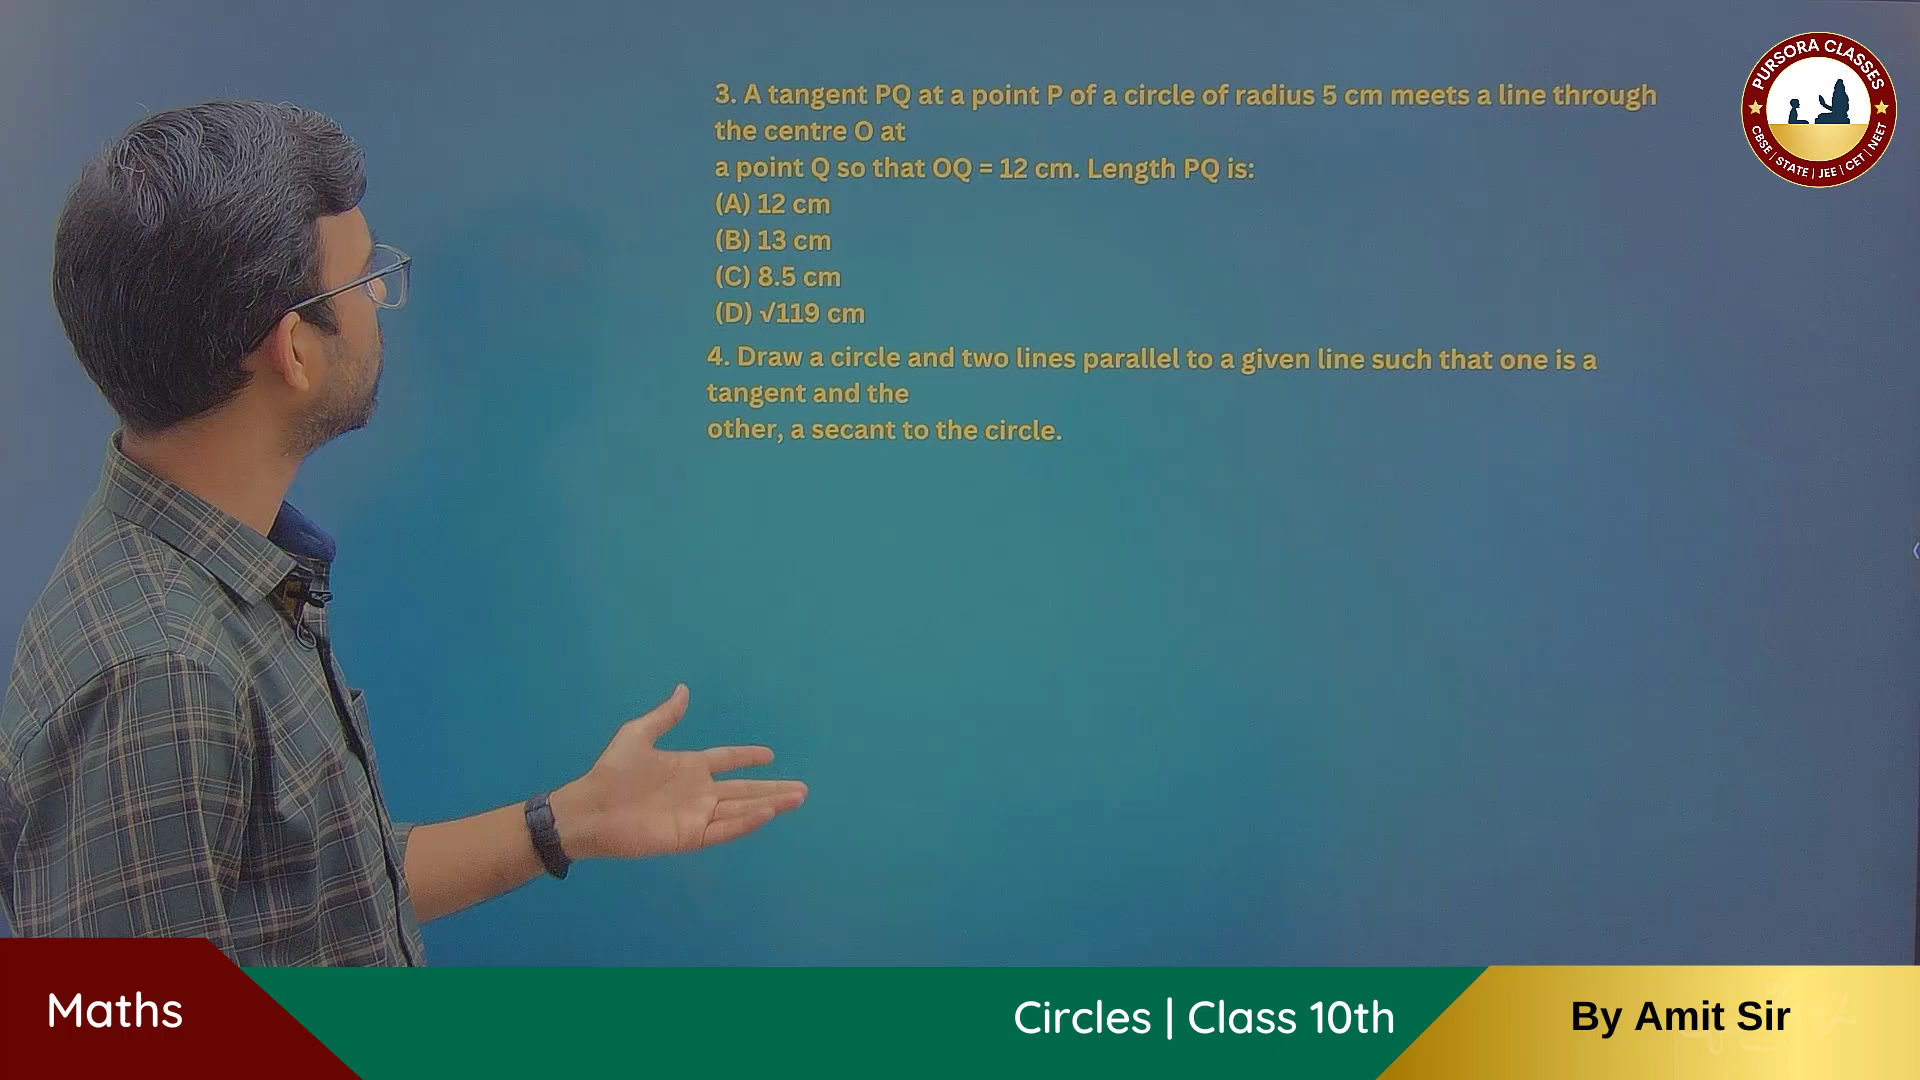 3. A tangent PQ at a point P of a circle of radius 5 cm meets a line through
the centre O at
a point Q so that OQ = 12 cm. Length PQ is:
(A) 12 cm
(B) 13 cm
(C) 8.5 cm
(D) √119 cm
4. Draw a circle and two lines parallel to a given line such that one is a
tangent and the
other, a secant to the circle.
PURSORA CLASSES
CBSE | STATE | JEE | CET | NEET
Maths
Circles | Class 10th
By Amit Sir